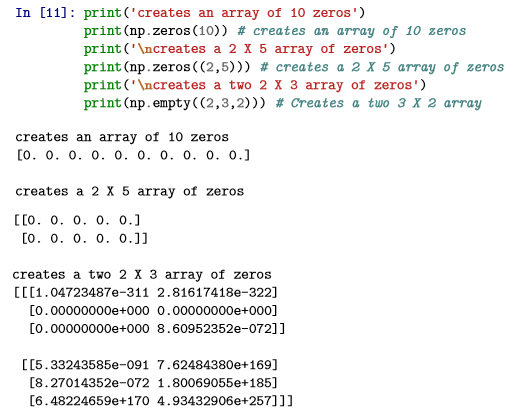 In [11]: print('creates an array of 10 zeros')
print(np.zeros(10)) # creates an array of 10 zeros
print('\ncreates a 2 X 5 array of zeros')
print(np.zeros((2,5))) # creates a 2 X 5 array of zeros
print('\ncreates a two 2 X 3 array of zeros')
print(np.empty((2,3,2))) # Creates a two 3 X 2 array
creates an array of 10 zeros
[0. 0. 0. 0. 0. 0. 0. 0. 0. 0.]
creates a 2 X 5 array of zeros
[[0. 0. 0. 0. 0.]
[0. 0. 0. 0. 0.]]
creates a two 2 X 3 array of zeros
[[[1.04723487e-311 2.81617418e-322]
[0.00000000e+000 0.00000000e+000]
[0.00000000e+000 8.60952352e-072]]
[[5.33243585e-091 7.62484380e+169]
[8.27014352e-072 1.80069055e+185]
[6.48224659e+170 4.93432906e+257]]]